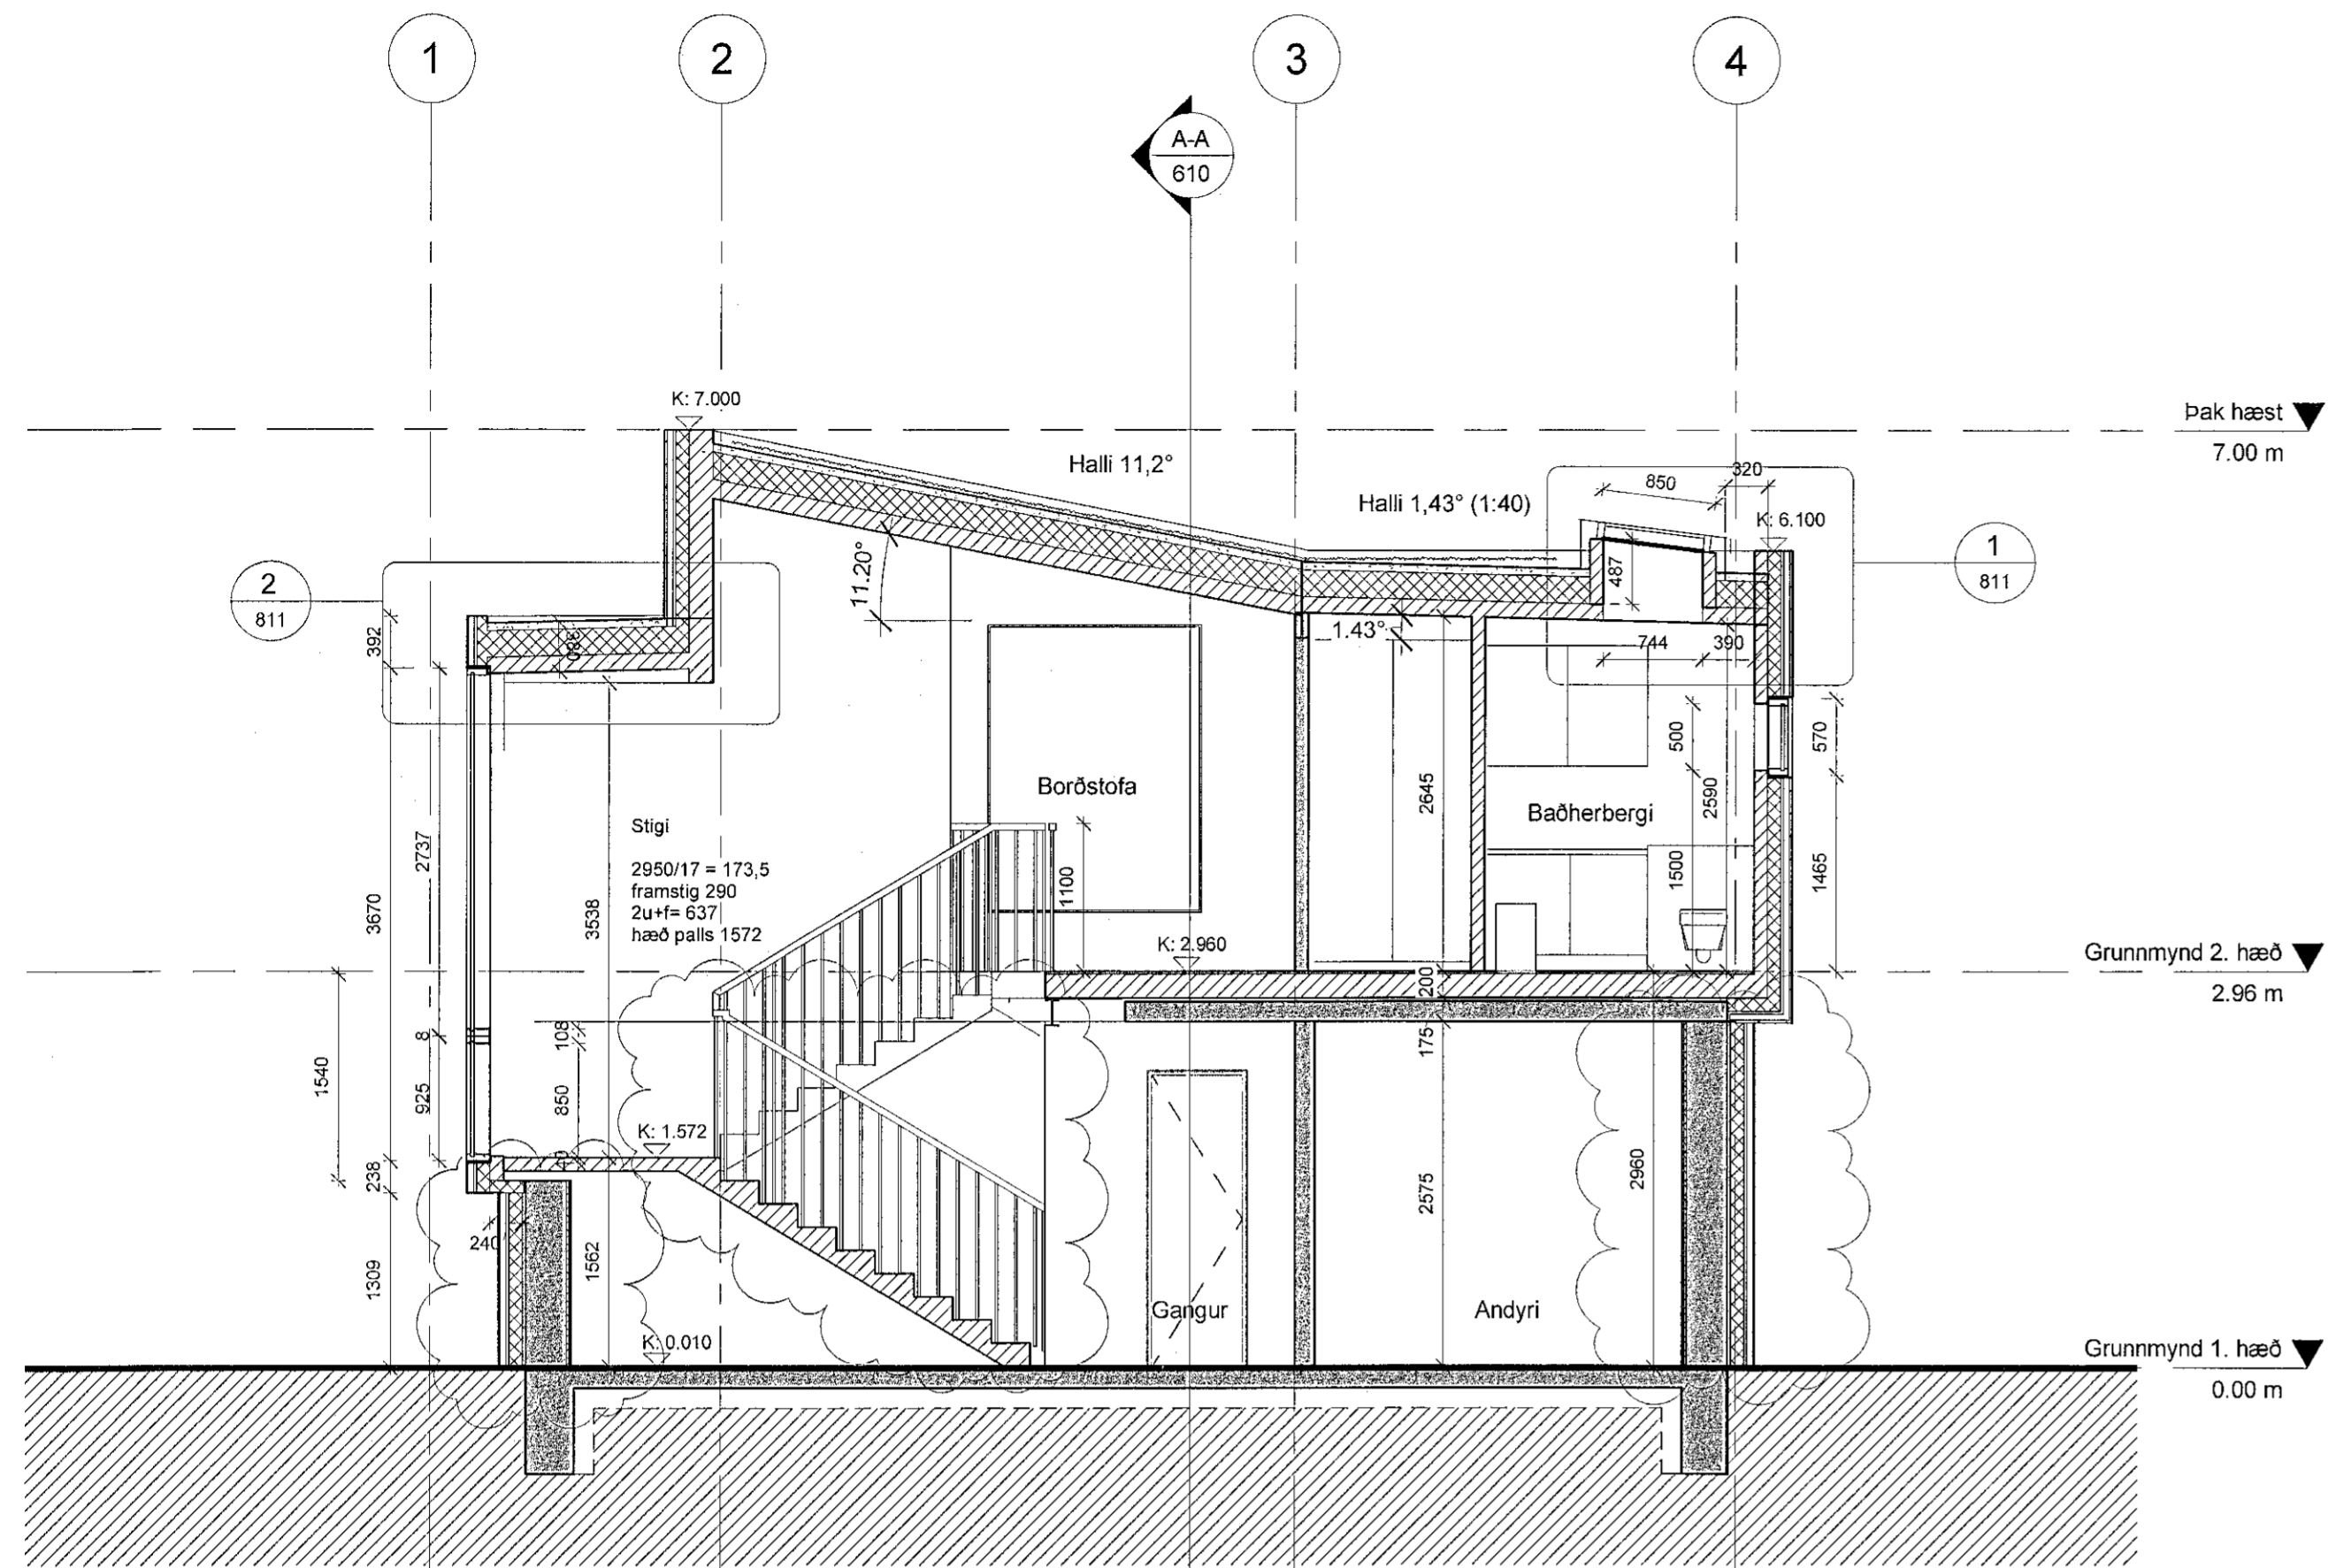 1
2
3
4
A-A
610
K: 7.000
Þak hæst
7.00 m
Halli 11,2°
Halli 1,43° (1:40)
850
320
K: 6.100
1
811
487
11.20°
2
811
392
380
1.43°
744
390
500
570
2645
2590
Borðstofa
Baðherbergi
Stigi
2950/17 = 173,5
framstig 290
2u+f= 637
hæð palls 1572
2737
3670
3538
1100
1500
1465
K: 2.960
Grunnmynd 2. hæð
2.96 m
200
1540
8
108
175
925
850
K: 1.572
10
238
2960
2575
240
1562
1309
Gangur
Andyri
K: 0.010
Grunnmynd 1. hæð
0.00 m